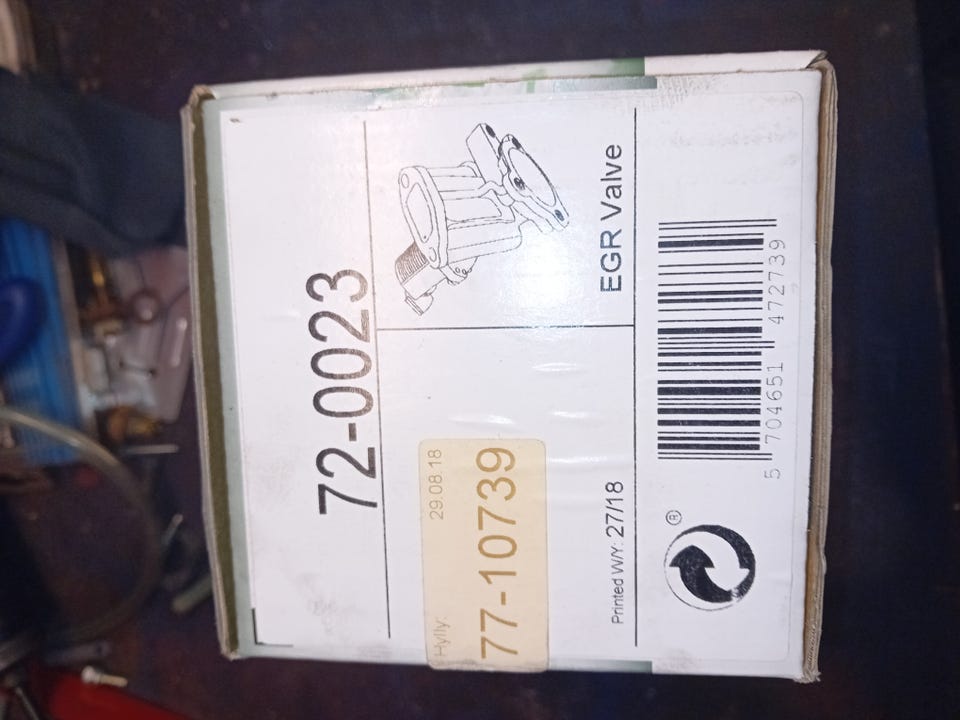 72-0023
Hylly: 29.08.18
77-10739
EGR Valve
Printed W/Y: 27/18
®
5 704651 472739